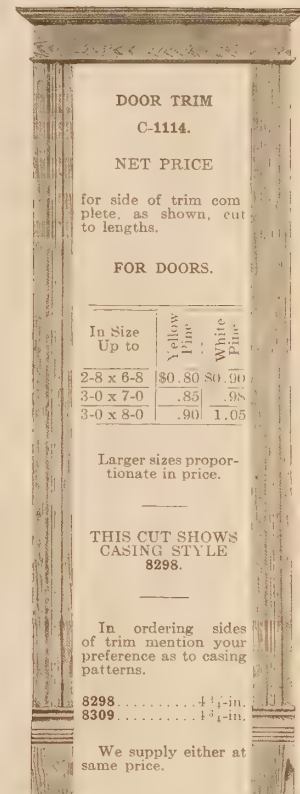 DOOR TRIM
C-1114.
NET PRICE
for side of trim com
plete, as shown, cut
to lengths.
FOR DOORS.
In Size Up to Yellow Pine White Pine
2-8 x 6-8 $0.80 $0.90
3-0 x 7-0 .85 .98
3-0 x 8-0 .90 1.05
Larger sizes propor-
tionate in price.
THIS CUT SHOWS
CASING STYLE
8298.
In ordering sides
of trim mention your
preference as to casing
patterns.
8298..........
8309..........
We supply either at
same price.